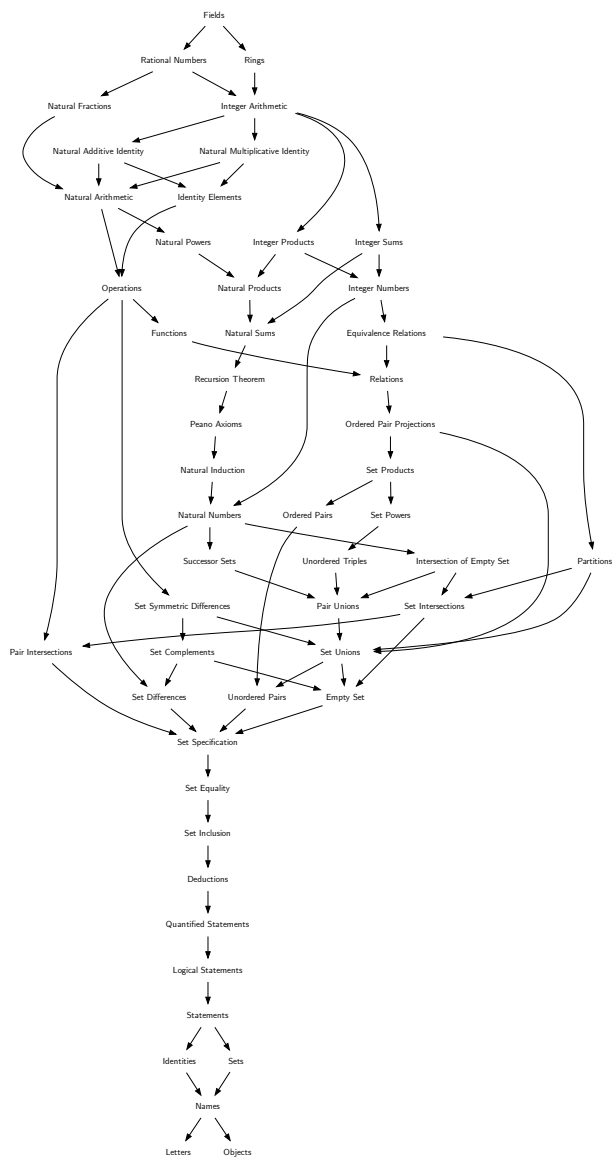 Fields
Rational Numbers Rings
Natural Fractions Integer Arithmetic
Natural Additive Identity Natural Multiplicative Identity
Natural Arithmetic Identity Elements
Natural Powers Integer Products Integer Sums
Operations Natural Products Integer Numbers
Functions Natural Sums Equivalence Relations
Recursion Theorem Relations
Peano Axioms Ordered Pair Projections
Natural Induction Set Products
Natural Numbers Ordered Pairs Set Powers
Successor Sets Unordered Triples Intersection of Empty Set Partitions
Set Symmetric Differences Pair Unions Set Intersections
Pair Intersections Set Complements Set Unions
Set Differences Unordered Pairs Empty Set
Set Specification
Set Equality
Set Inclusion
Deductions
Quantified Statements
Logical Statements
Statements
Identities Sets
Names
Letters Objects